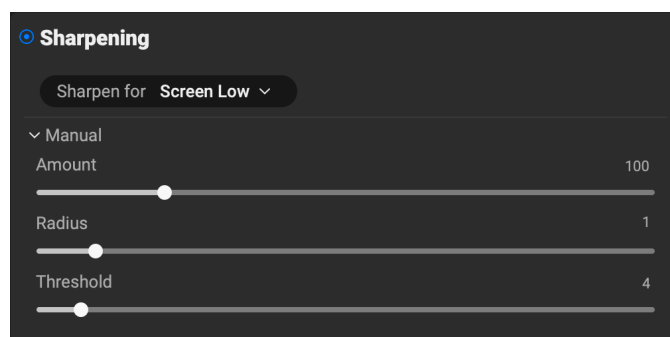 Sharpening
Sharpen for Screen Low
Manual
Amount 100
Radius 1
Threshold 4